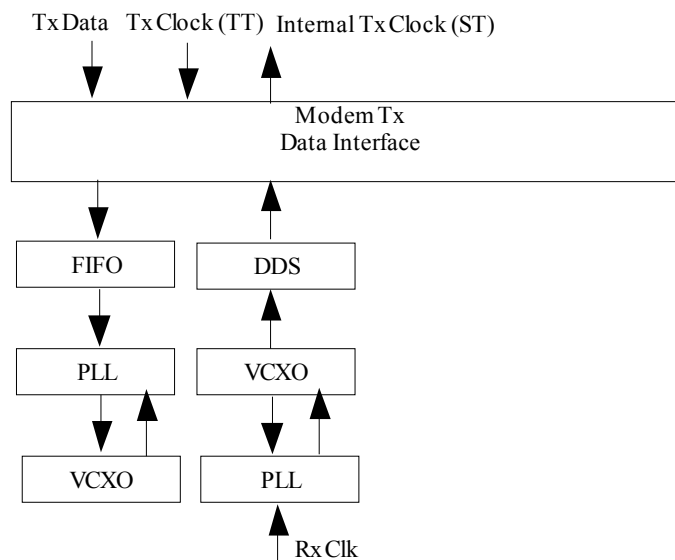 Tx Data Tx Clock (TT) Internal Tx Clock (ST)
Modem Tx
Data Interface
FIFO DDS
PLL VCXO
VCXO PLL
Rx Clk